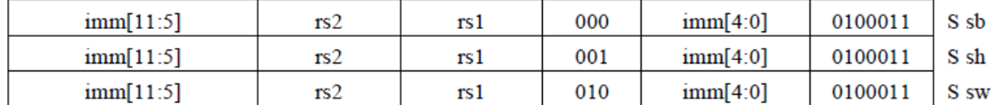 imm[11:5] rs2 rs1 000 imm[4:0] 0100011 S sb
imm[11:5] rs2 rs1 001 imm[4:0] 0100011 S sh
imm[11:5] rs2 rs1 010 imm[4:0] 0100011 S sw